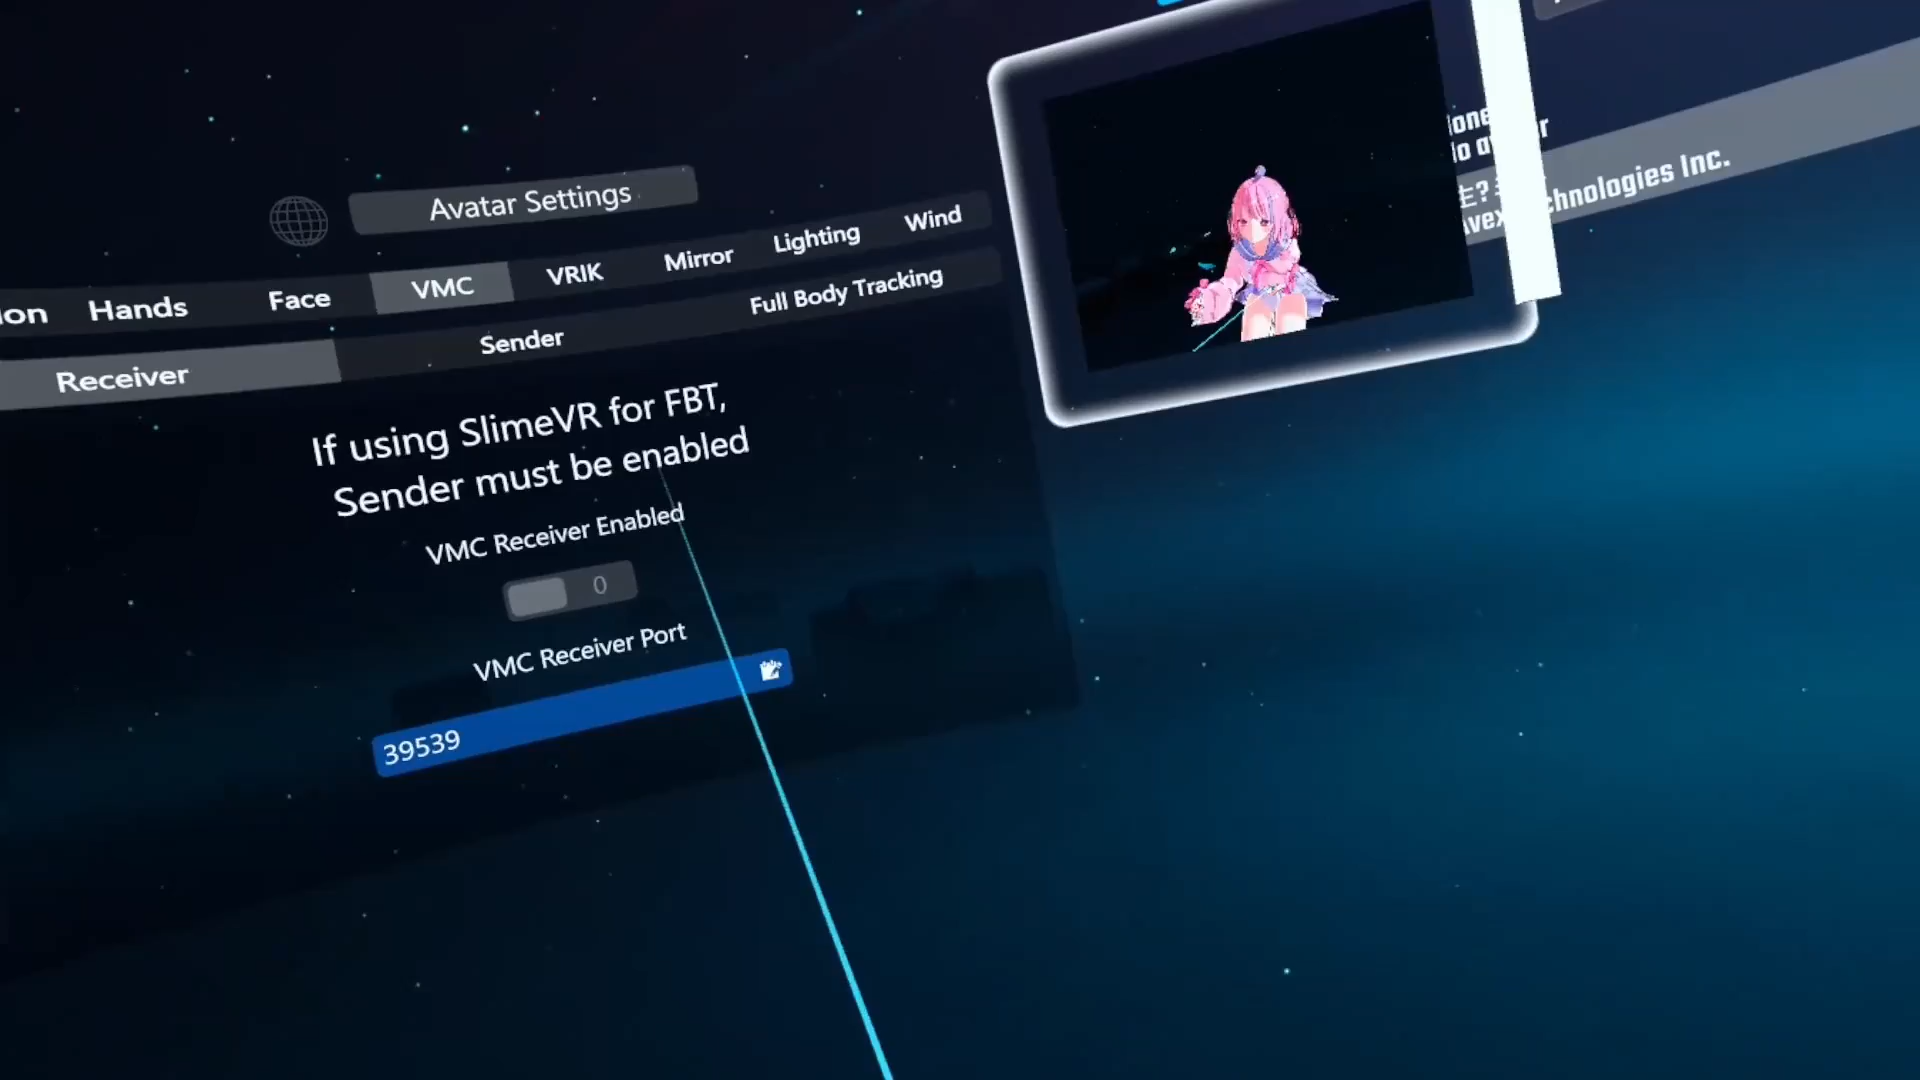 Avatar Settings
Hands
Face
VMC
VRIK
Mirror
Lighting
Wind
Receiver
Sender
Full Body Tracking
If using SlimeVR for FBT,
Sender must be enabled
VMC Receiver Enabled
0
VMC Receiver Port
39539
Inc.